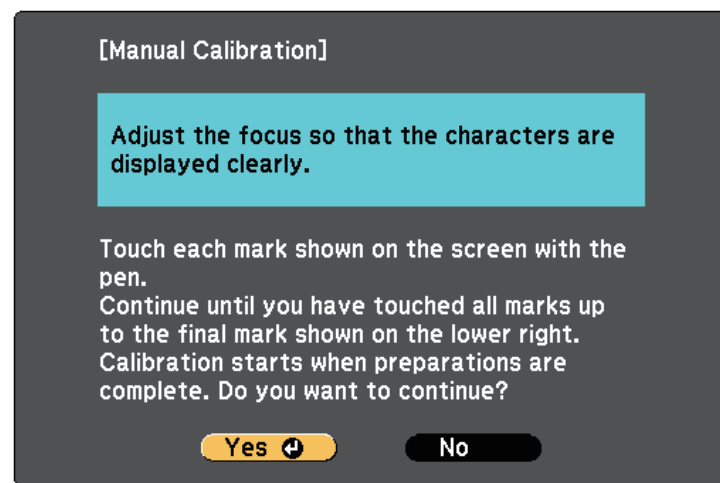 [Manual Calibration]
Adjust the focus so that the characters are
displayed clearly.
Touch each mark shown on the screen with the
pen.
Continue until you have touched all marks up
to the final mark shown on the lower right.
Calibration starts when preparations are
complete. Do you want to continue?
Yes No